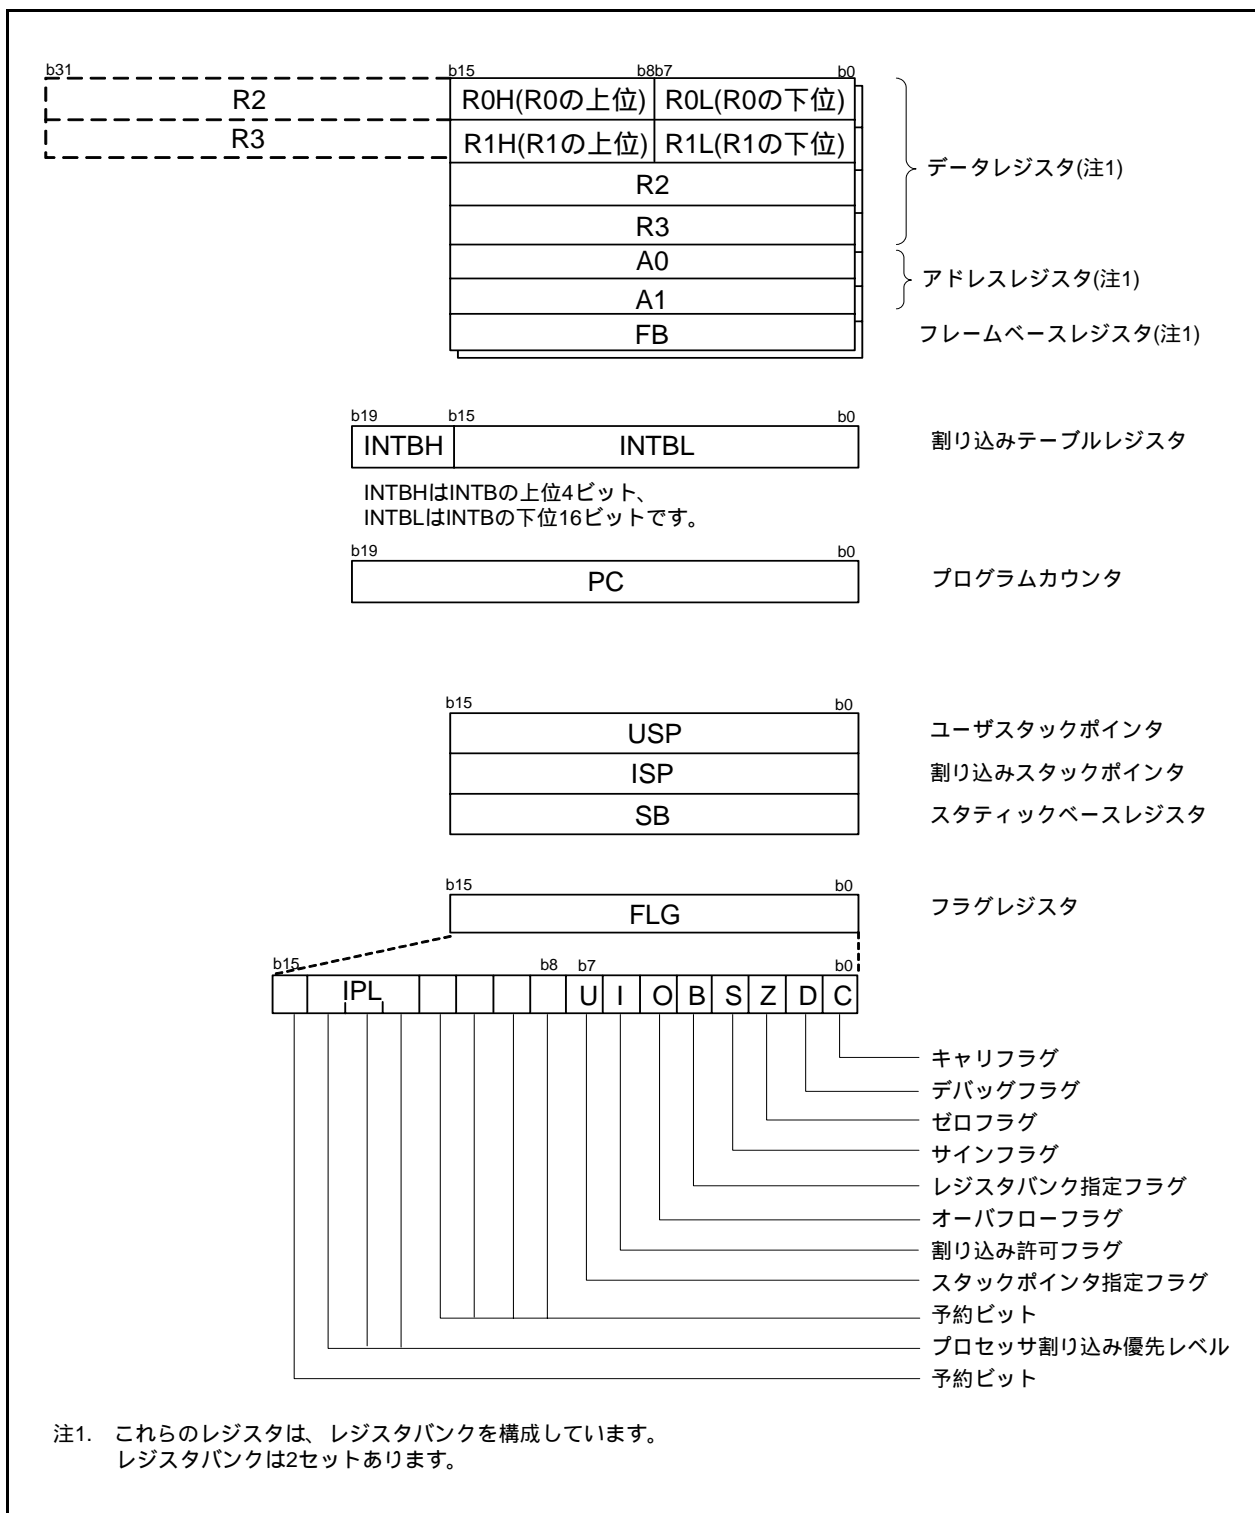 b31 b15 b8b7 b0
R2 R0H(R0の上位) R0L(R0の下位)
R3 R1H(R1の上位) R1L(R1の下位)
データレジスタ(注1)
R2
R3
A0
アドレスレジスタ(注1)
A1
FB フレームベースレジスタ(注1)
b19 b15 b0
INTBH INTBL 割り込みテーブルレジスタ
INTBHはINTBの上位4ビット、
INTBLはINTBの下位16ビットです。
b19 b0
PC プログラムカウンタ
b15 b0
USP ユーザスタックポインタ
ISP 割り込みスタックポインタ
SB スタティックベースレジスタ
b15 b0
FLG フラグレジスタ
b15 b8 b7 b0
IPL U I O B S Z D C
キャリフラグ
デバッグフラグ
ゼロフラグ
サインフラグ
レジスタバンク指定フラグ
オーバフローフラグ
割り込み許可フラグ
スタックポインタ指定フラグ
予約ビット
プロセッサ割り込み優先レベル
予約ビット
注1. これらのレジスタは、レジスタバンクを構成しています。
レジスタバンクは2セットあります。